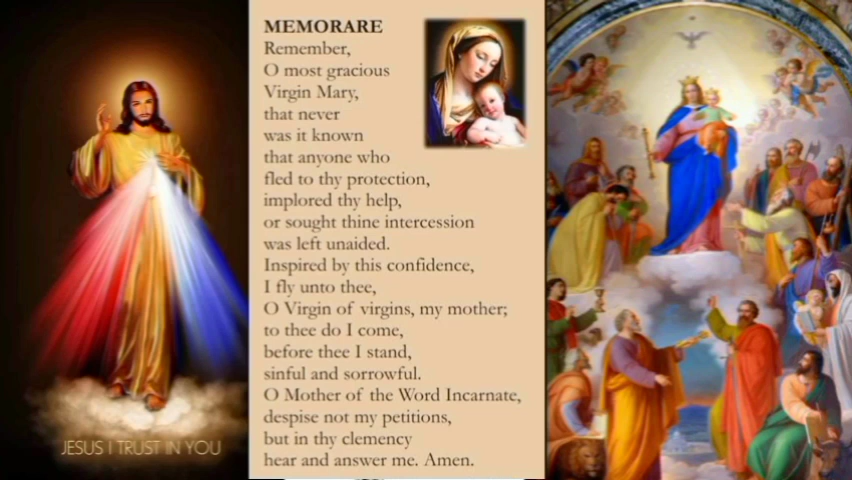 JESUS I TRUST IN YOU
MEMORARE
Remember,
O most gracious
Virgin Mary,
that never
was it known
that anyone who
fled to thy protection,
implored thy help,
or sought thine intercession
was left unaided.
Inspired by this confidence,
I fly unto thee,
O Virgin of virgins, my mother;
to thee do I come,
before thee I stand,
sinful and sorrowful.
O Mother of the Word Incarnate,
despise not my petitions,
but in thy clemency
hear and answer me. Amen.